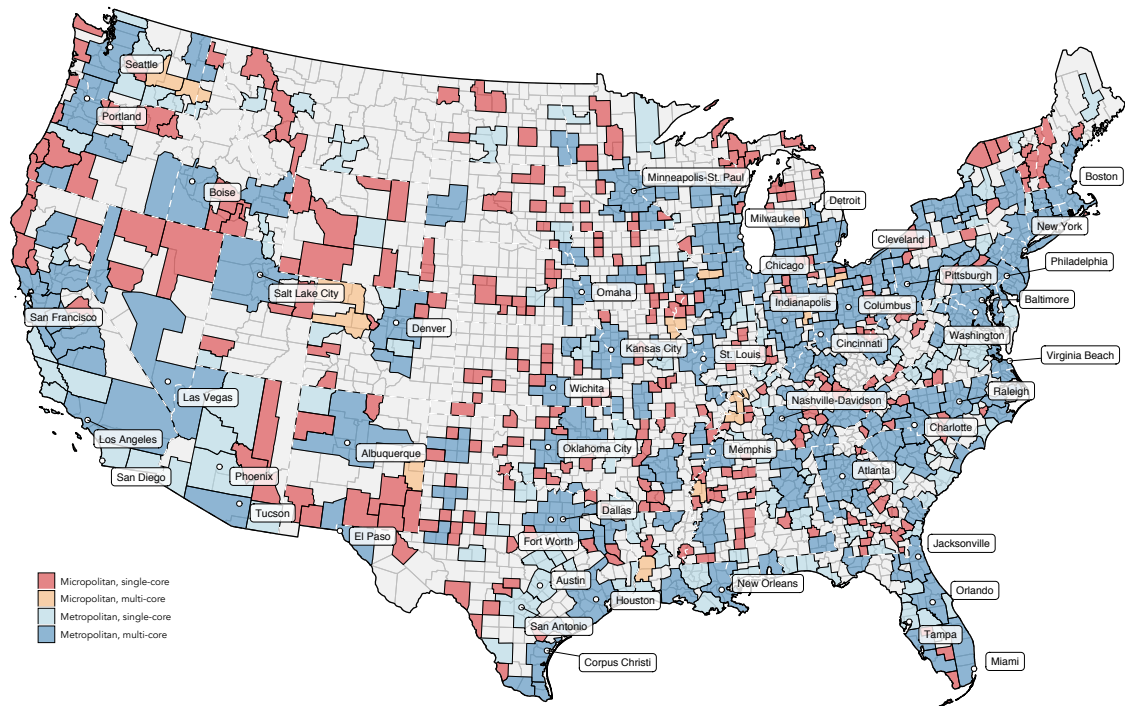 Seattle
Portland
Boise
Minneapolis-St. Paul
Milwaukee
Detroit
Boston
New York
Cleveland
Philadelphia
Chicago
Pittsburgh
Salt Lake City
Omaha
Indianapolis
Columbus
Baltimore
San Francisco
Denver
Washington
Kansas City
St. Louis
Cincinnati
Virginia Beach
Las Vegas
Wichita
Nashville-Davidson
Raleigh
Los Angeles
Albuquerque
Oklahoma City
Memphis
Charlotte
San Diego
Phoenix
Atlanta
Tucson
Dallas
El Paso
Fort Worth
Jacksonville
Austin
New Orleans
Houston
Orlando
San Antonio
Tampa
Corpus Christi
Miami
Micropolitan, single-core
Micropolitan, multi-core
Metropolitan, single-core
Metropolitan, multi-core